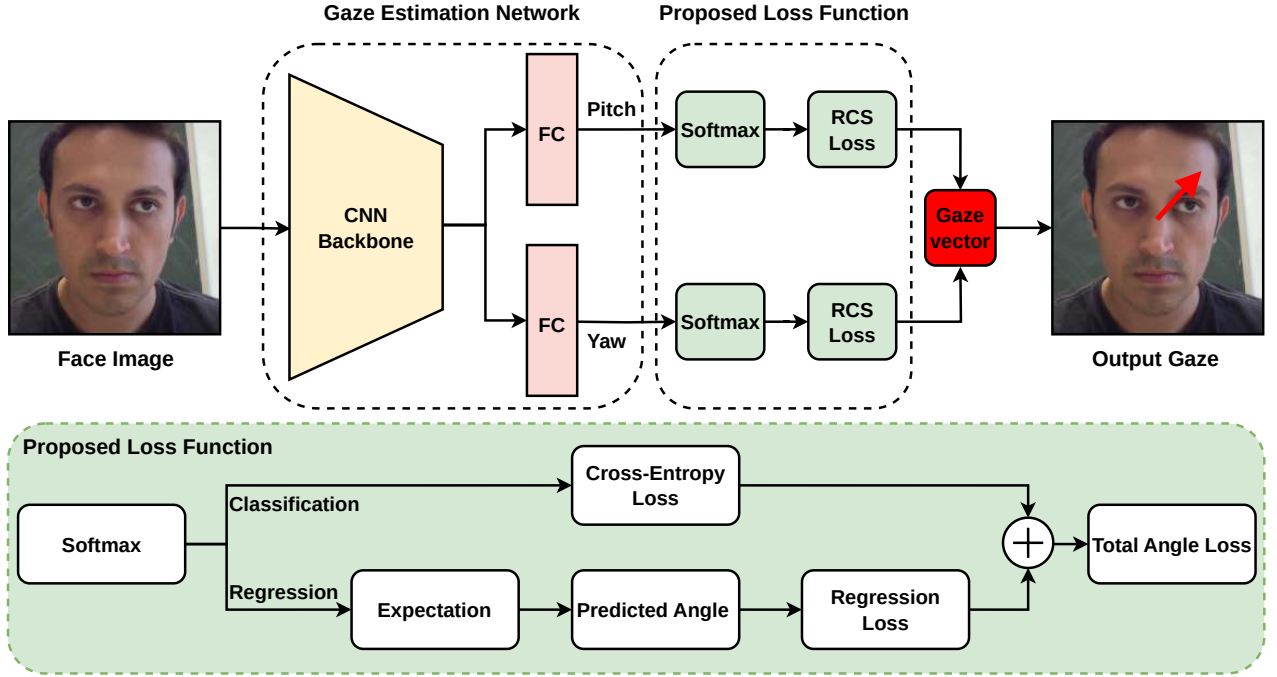 Gaze Estimation Network
Proposed Loss Function
Face Image
CNN
Backbone
FC
Pitch
FC
Yaw
Softmax
RCS
Loss
Softmax
RCS
Loss
Gaze
vector
Output Gaze
Proposed Loss Function
Softmax
Classification
Cross-Entropy
Loss
Regression
Expectation
Predicted Angle
Regression
Loss
Total Angle Loss